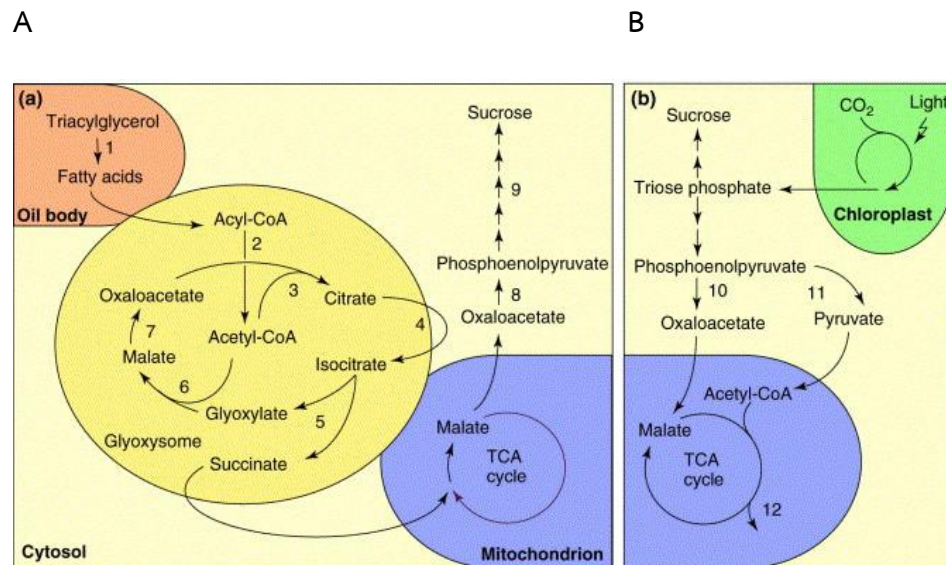 A
B
(a)
Triacylglycerol
1
Fatty acids
Oil body
Acyl-CoA
2
Oxaloacetate
3
Citrate
4
7
Acetyl-CoA
Malate
Isocitrate
6
Glyoxylate
5
Glyoxysome
Succinate
Cytosol
Sucrose
9
Phosphoenolpyruvate
8
Oxaloacetate
Malate
TCA
cycle
Mitochondrion
(b)
Sucrose
CO2
Light
Triose phosphate
Chloroplast
Phosphoenolpyruvate
10
11
Oxaloacetate
Pyruvate
Acetyl-CoA
Malate
TCA
cycle
12